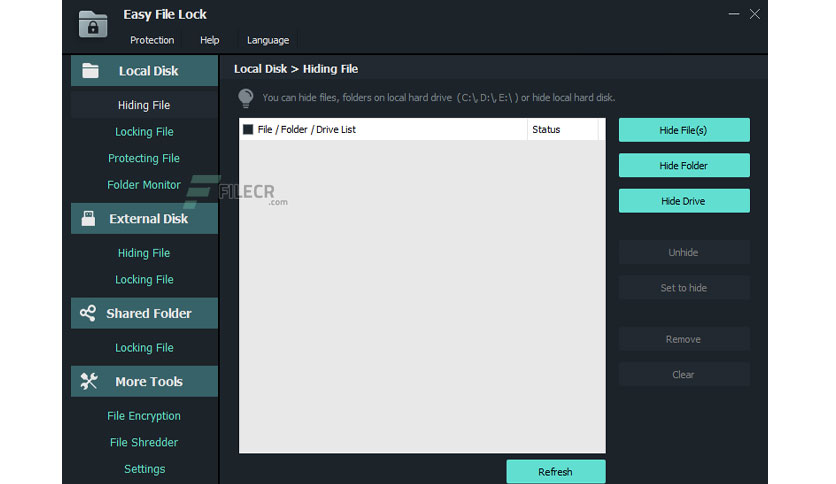 Easy File Lock
Protection Help Language
Local Disk
Hiding File
Locking File
Protecting File
Folder Monitor
External Disk
Hiding File
Locking File
Shared Folder
Locking File
More Tools
File Encryption
File Shredder
Settings
Local Disk > Hiding File
You can hide files, folders on local hard drive (C:\, D:\, E:\ ) or hide local hard disk.
File / Folder / Drive List Status
FILECR
.com
Refresh
Hide File(s)
Hide Folder
Hide Drive
Unhide
Set to hide
Remove
Clear